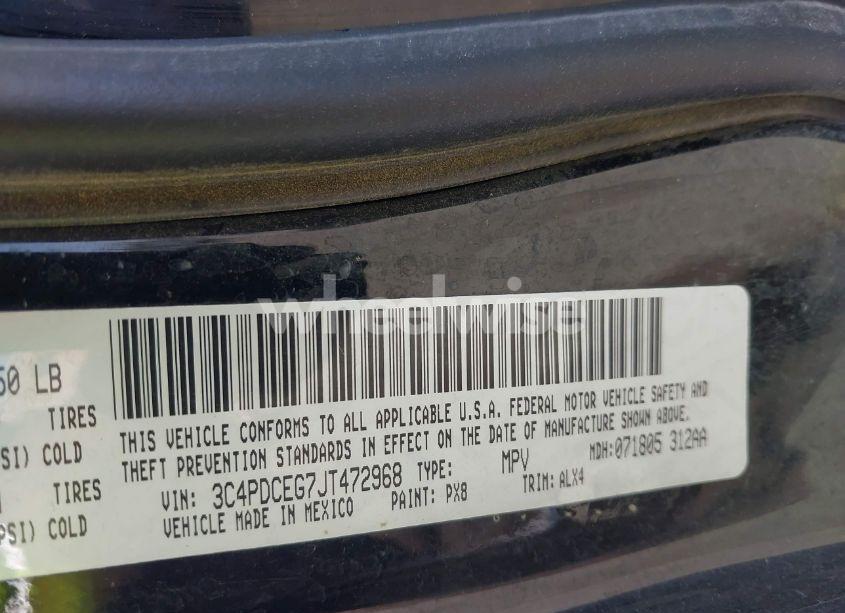 wheelwise
50 LB
TIRES
SI) COLD
TIRES
PSI) COLD
THIS VEHICLE CONFORMS TO ALL APPLICABLE U.S.A. FEDERAL MOTOR VEHICLE SAFETY AND
THEFT PREVENTION STANDARDS IN EFFECT ON THE DATE OF MANUFACTURE SHOWN ABOVE.
VIN: 3C4PDCEG7JT472968 TYPE: MPV MDH:071805 312AA
VEHICLE MADE IN MEXICO PAINT: PX8 TRIM: ALX4